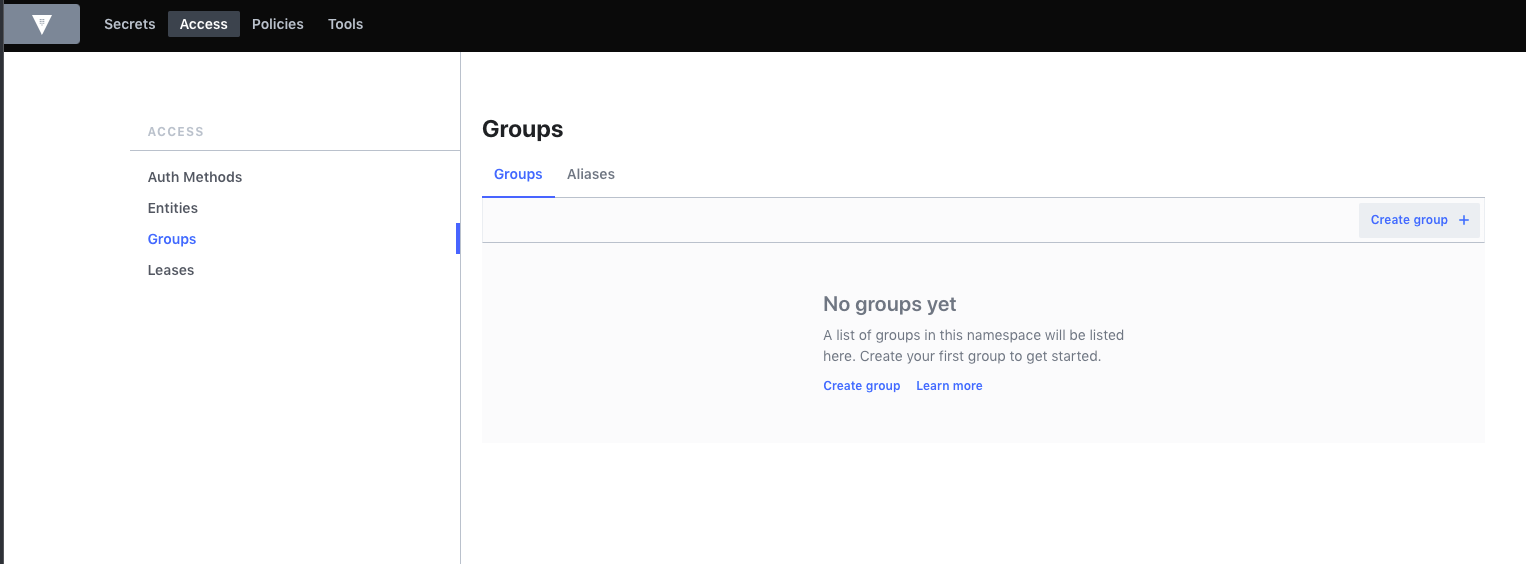 Secrets Access Policies Tools
ACCESS
Auth Methods
Entities
Groups
Leases
Groups
Groups Aliases
Create group +
No groups yet
A list of groups in this namespace will be listed
here. Create your first group to get started.
Create group Learn more